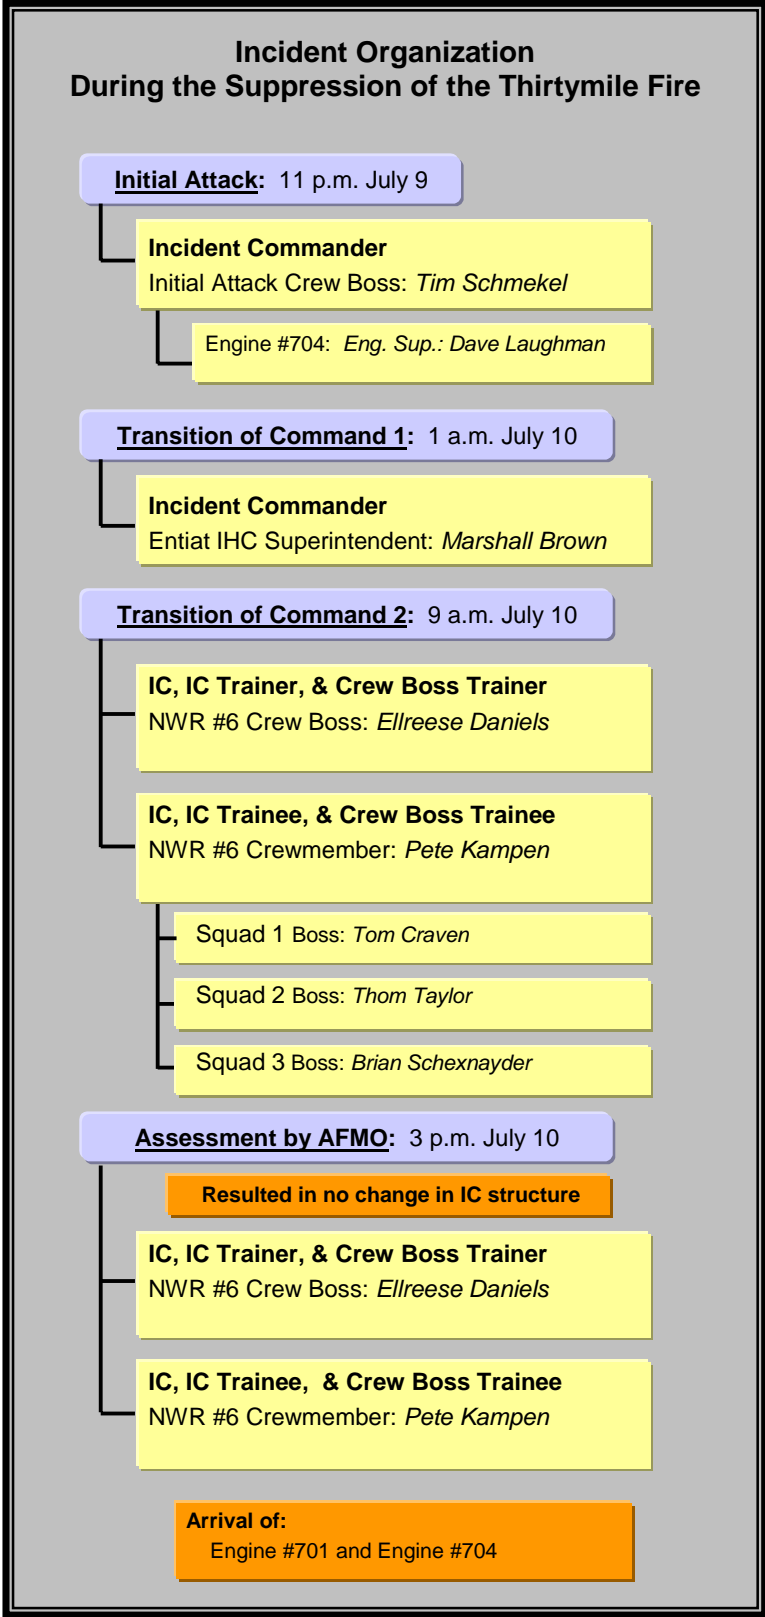 Incident Organization
During the Suppression of the Thirtymile Fire
Initial Attack: 11 p.m. July 9
Incident Commander
Initial Attack Crew Boss: Tim Schmekel
Engine #704: Eng. Sup.: Dave Laughman
Transition of Command 1: 1 a.m. July 10
Incident Commander
Entiat IHC Superintendent: Marshall Brown
Transition of Command 2: 9 a.m. July 10
IC, IC Trainer, & Crew Boss Trainer
NWR #6 Crew Boss: Ellreese Daniels
IC, IC Trainee, & Crew Boss Trainee
NWR #6 Crewmember: Pete Kampen
Squad 1 Boss: Tom Craven
Squad 2 Boss: Thom Taylor
Squad 3 Boss: Brian Schexnayder
Assessment by AFMO: 3 p.m. July 10
Resulted in no change in IC structure
IC, IC Trainer, & Crew Boss Trainer
NWR #6 Crew Boss: Ellreese Daniels
IC, IC Trainee, & Crew Boss Trainee
NWR #6 Crewmember: Pete Kampen
Arrival of:
Engine #701 and Engine #704